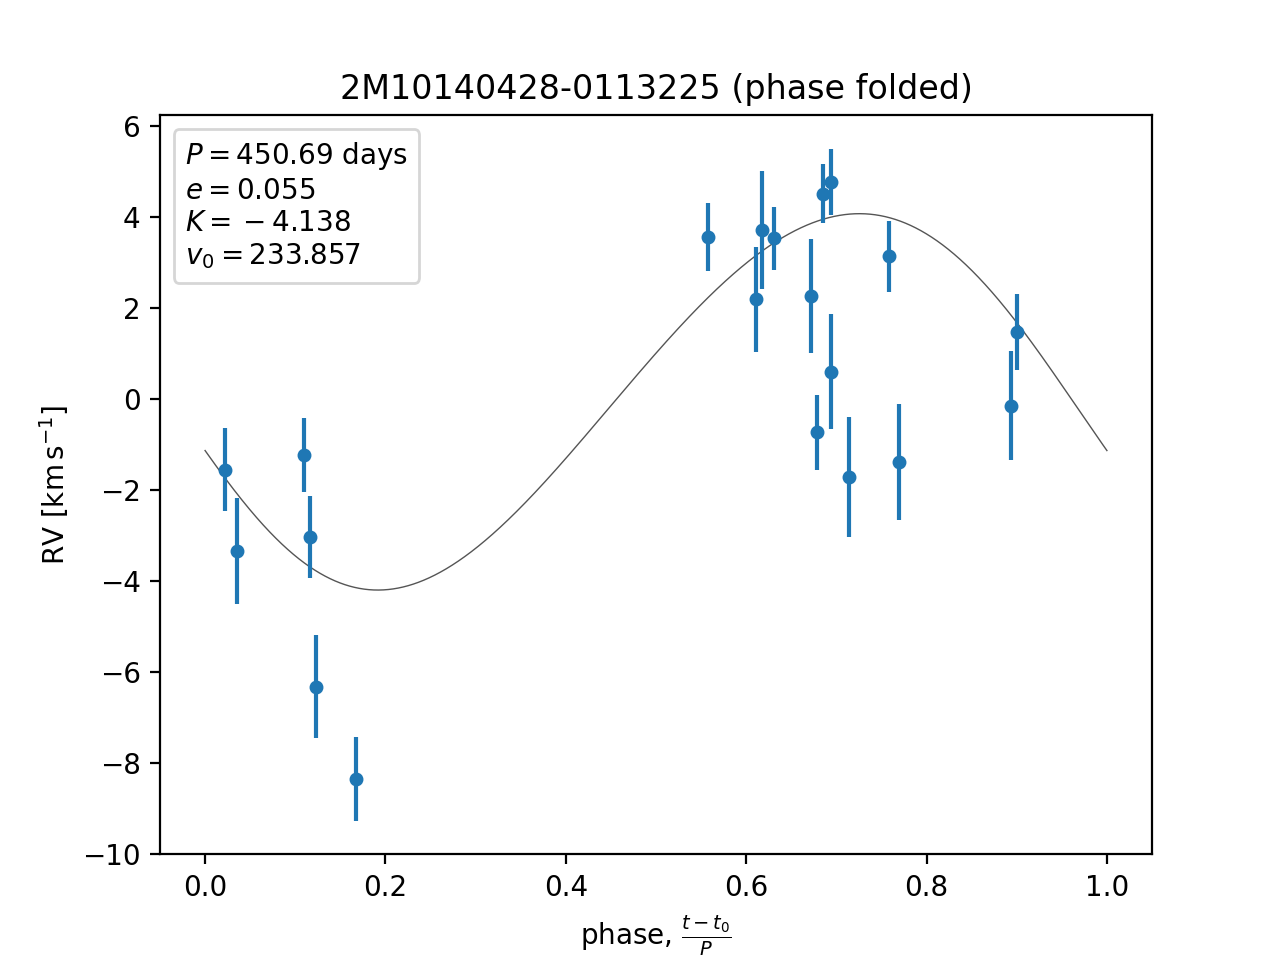 2M10140428-0113225 (phase folded)
P = 450.69 days
e = 0.055
K = −4.138
v₀ = 233.857
6
4
2
0
−2
−4
−6
−8
−10
RV [km s⁻¹]
0.0 0.2 0.4 0.6 0.8 1.0
phase, (t − t₀)/P